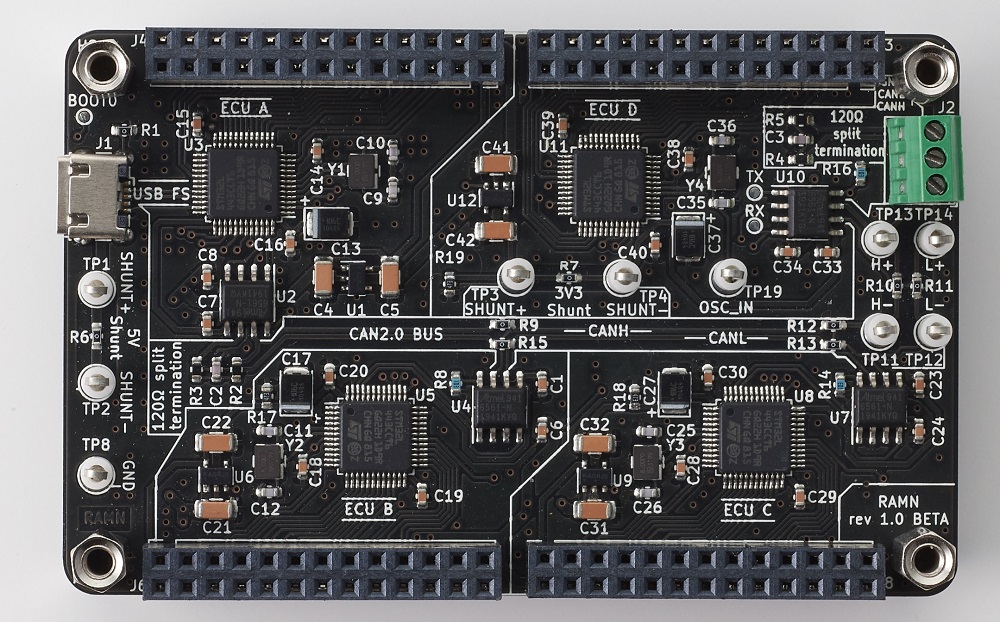 J4
BOOT0
ECU A
ECU D
CANL
CANH
J2
R1
C15
U3
C10
Y1
C14
C9
C39
U11
C41
C38
C36
Y4
R5
C3
R4
120Ω
split
termination
R16
J1
USB FS
U12
C35
TX
RX
U10
TP13
TP14
C16
C13
C42
C37
C40
C34
C33
H+
L+
TP1
SHUNT+
C8
C7
U2
C4
U1
C5
R19
TP3
SHUNT+
R7
3V3
Shunt
TP4
SHUNT-
TP19
OSC_IN
R10
R11
H-
L-
R6
5V
Shunt
CAN2.0 BUS
R9
R15
CANH
CANL
R12
R13
TP11
TP12
TP2
SHUNT-
120Ω split
termination
R3
C2
R2
C17
C20
R8
C1
R18
C27
C30
R14
C23
R17
C11
U5
U4
C6
U8
U7
C24
TP8
GND
C22
Y2
U6
C18
C12
C21
C19
ECU B
C32
C25
Y3
C28
U9
C26
C31
C29
ECU C
RAMN
RAMN
rev 1.0 BETA